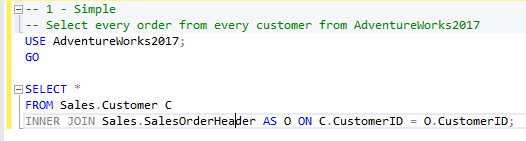 -- 1 - Simple
-- Select every order from every customer from AdventureWorks2017
USE AdventureWorks2017;
GO
SELECT *
FROM Sales.Customer C
INNER JOIN Sales.SalesOrderHeader AS O ON C.CustomerID = O.CustomerID;